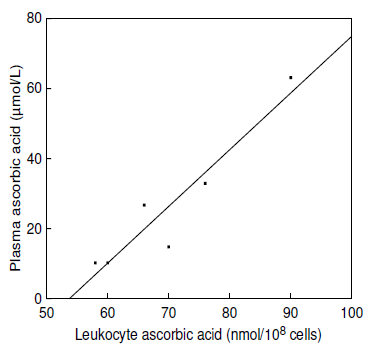 80
60
40
20
0
Plasma ascorbic acid (µmol/L)
50 60 70 80 90 100
Leukocyte ascorbic acid (nmol/10⁸ cells)